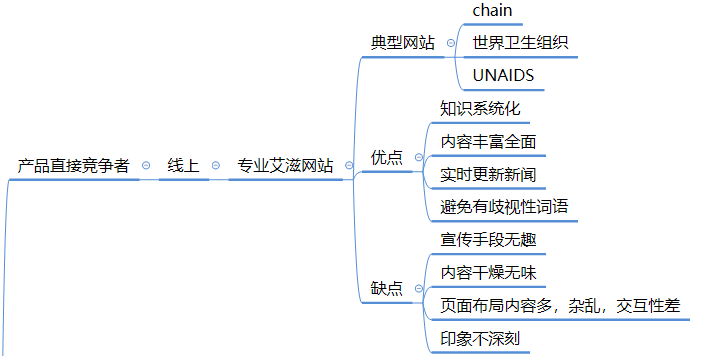 chain
典型网站
世界卫生组织
UNAIDS
知识系统化
内容丰富全面
产品直接竞争者
线上
专业艾滋网站
优点
实时更新新闻
避免有歧视性词语
宣传手段无趣
内容干燥无味
缺点
页面布局内容多，杂乱，交互性差
印象不深刻